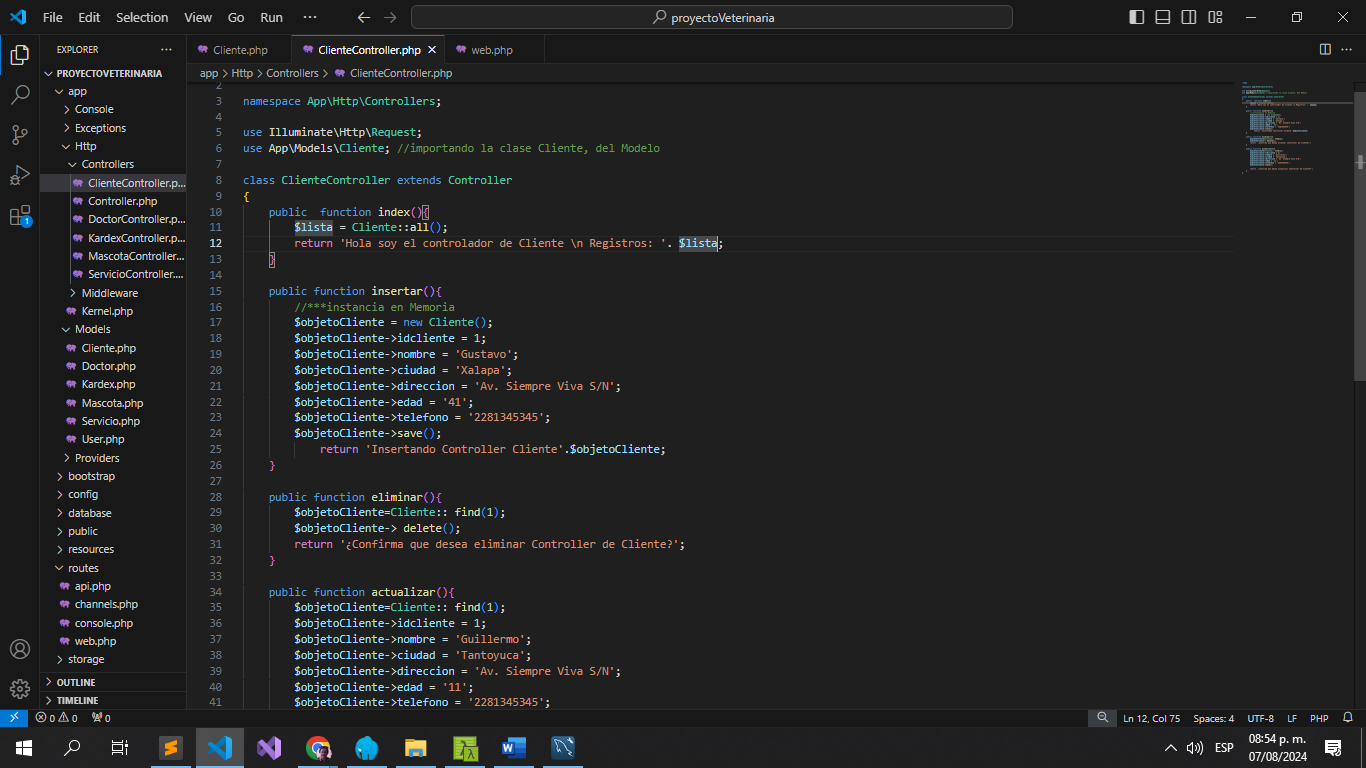 File Edit Selection View Go Run ··· proyectoVeterinaria
EXPLORER ···
PROYECTOVETERINARIA
app
Console
Exceptions
Http
Controllers
ClienteController.p...
Controller.php
DoctorController.p...
KardexController.p...
MascotaController...
ServicioController....
Middleware
Kernel.php
Models
Cliente.php
Doctor.php
Kardex.php
Mascota.php
Servicio.php
User.php
Providers
bootstrap
config
database
public
resources
routes
api.php
channels.php
console.php
web.php
storage
OUTLINE
TIMELINE
1
Cliente.php ClienteController.php web.php
app > Http > Controllers > ClienteController.php
2
3 namespace App\Http\Controllers;
4
5 use Illuminate\Http\Request;
6 use App\Models\Cliente; //importando la clase Cliente, del Modelo
7
8 class ClienteController extends Controller
9 {
10 public  function index(){
11 $lista = Cliente::all();
12 return 'Hola soy el controlador de Cliente \n Registros: '. $lista;
13 }
14
15 public function insertar(){
16 //***instancia en Memoria
17 $objetoCliente = new Cliente();
18 $objetoCliente->idcliente = 1;
19 $objetoCliente->nombre = 'Gustavo';
20 $objetoCliente->ciudad = 'Xalapa';
21 $objetoCliente->direccion = 'Av. Siempre Viva S/N';
22 $objetoCliente->edad = '41';
23 $objetoCliente->telefono = '2281345345';
24 $objetoCliente->save();
25 return 'Insertando Controller Cliente'.$objetoCliente;
26 }
27
28 public function eliminar(){
29 $objetoCliente=Cliente:: find(1);
30 $objetoCliente-> delete();
31 return '¿Confirma que desea eliminar Controller de Cliente?';
32 }
33
34 public function actualizar(){
35 $objetoCliente=Cliente:: find(1);
36 $objetoCliente->idcliente = 1;
37 $objetoCliente->nombre = 'Guillermo';
38 $objetoCliente->ciudad = 'Tantoyuca';
39 $objetoCliente->direccion = 'Av. Siempre Viva S/N';
40 $objetoCliente->edad = '11';
41 $objetoCliente->telefono = '2281345345';
0 0 0 Ln 12, Col 75 Spaces: 4 UTF-8 LF PHP
ESP 08:54 p. m.
07/08/2024